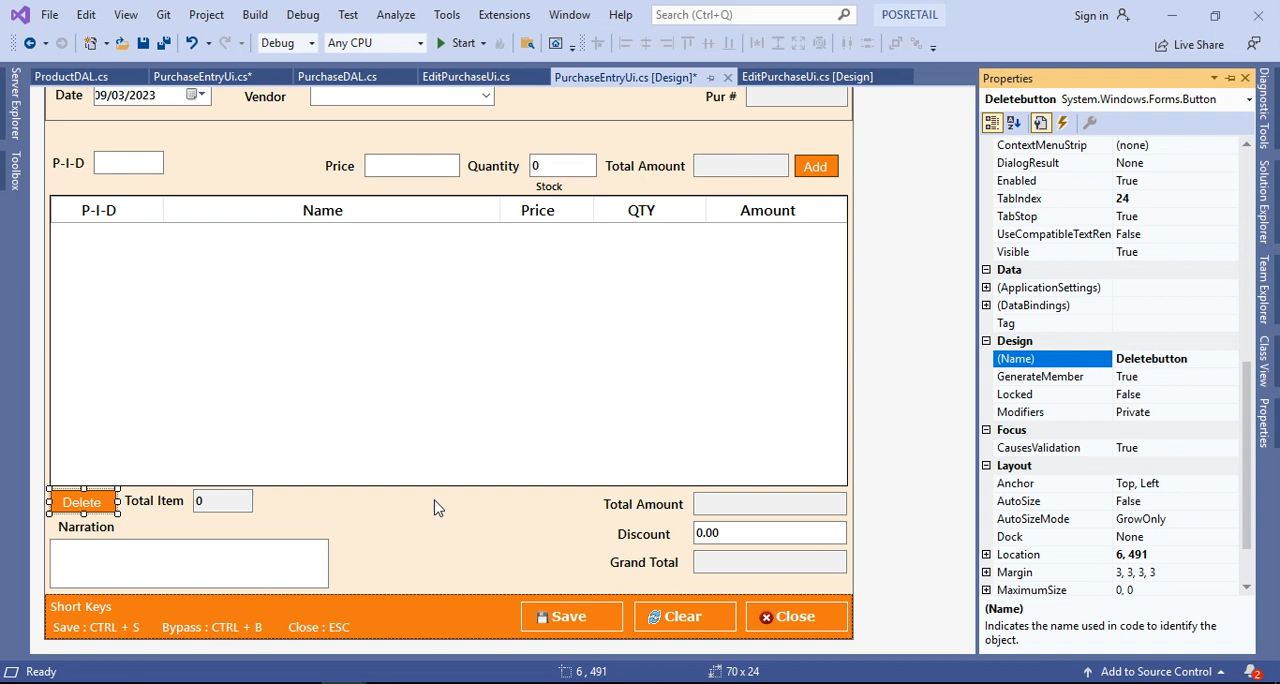 File Edit View Git Project Build Debug Test Analyze Tools Extensions Window Help Search (Ctrl+Q) POSRETAIL Sign in
Debug Any CPU Start Live Share
ProductDAL.cs PurchaseEntryUi.cs* PurchaseDAL.cs EditPurchaseUi.cs PurchaseEntryUi.cs [Design]* EditPurchaseUi.cs [Design]
Server Explorer
Toolbox
Date 09/03/2023 Vendor Pur #
P-I-D Price Quantity 0 Total Amount Add
Stock
P-I-D Name Price QTY Amount
Delete Total Item 0 Total Amount
Narration
Discount 0.00
Grand Total
Short Keys
Save : CTRL + S Bypass : CTRL + B Close : ESC
Save Clear Close
Properties
Deletebutton System.Windows.Forms.Button
ContextMenuStrip (none)
DialogResult None
Enabled True
TabIndex 24
TabStop True
UseCompatibleTextRen False
Visible True
Data
(ApplicationSettings)
(DataBindings)
Tag
Design
(Name) Deletebutton
GenerateMember True
Locked False
Modifiers Private
Focus
CausesValidation True
Layout
Anchor Top, Left
AutoSize False
AutoSizeMode GrowOnly
Dock None
Location 6, 491
Margin 3, 3, 3, 3
MaximumSize 0, 0
(Name)
Indicates the name used in code to identify the
object.
Diagnostic Tools
Solution Explorer
Team Explorer
Class View
Properties
Ready 6 , 491 70 x 24 Add to Source Control 2